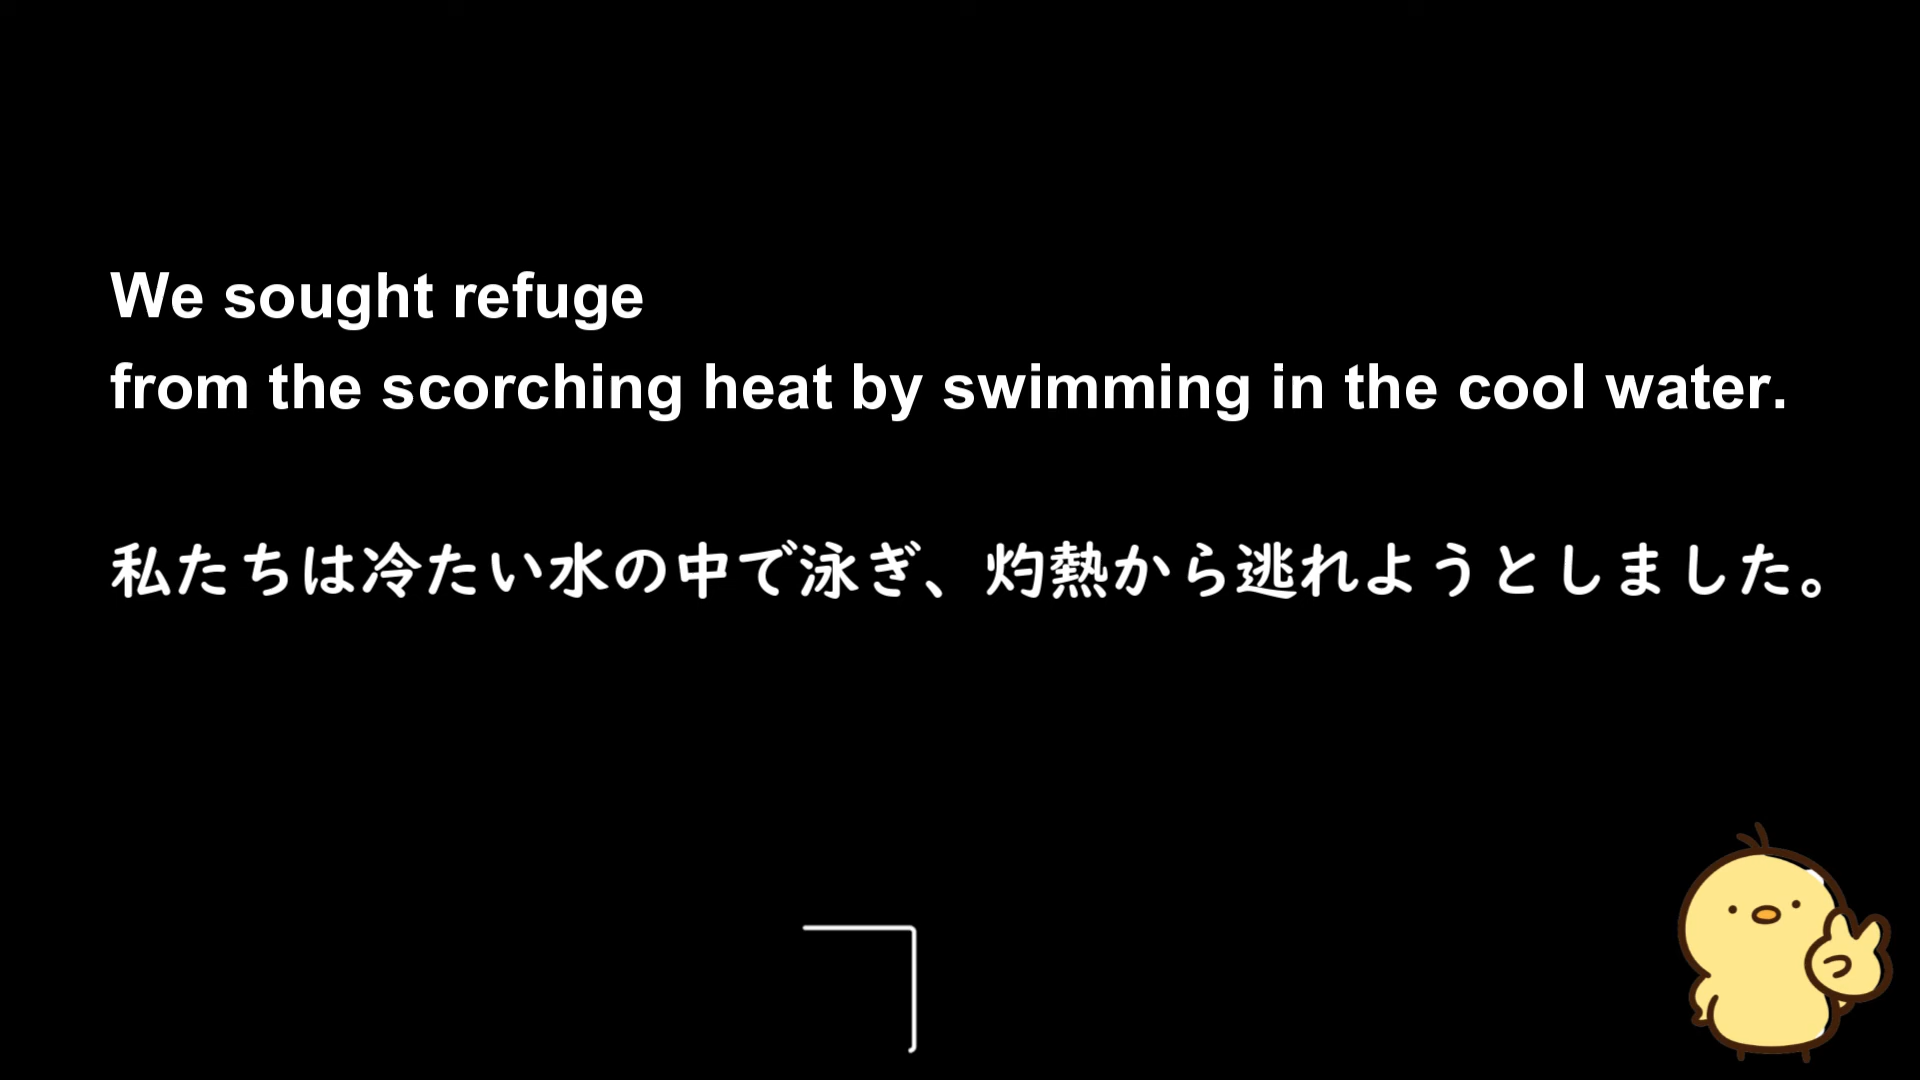 We sought refuge
from the scorching heat by swimming in the cool water.
私たちは冷たい水の中で泳ぎ、灼熱から逃れようとしました。